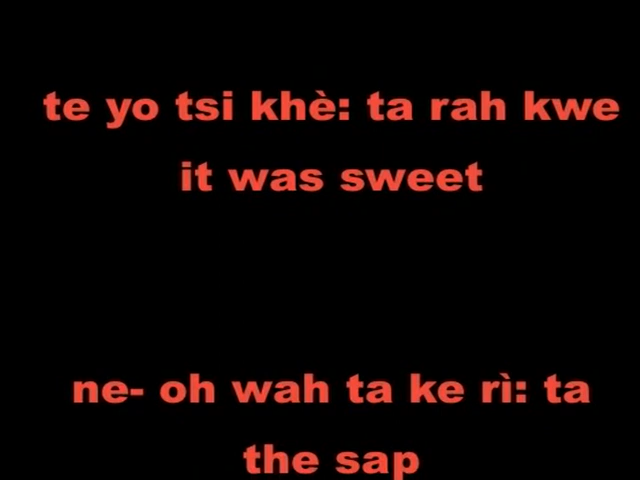 te yo tsi khè: ta rah kwe
it was sweet
ne- oh wah ta ke rì: ta
the sap